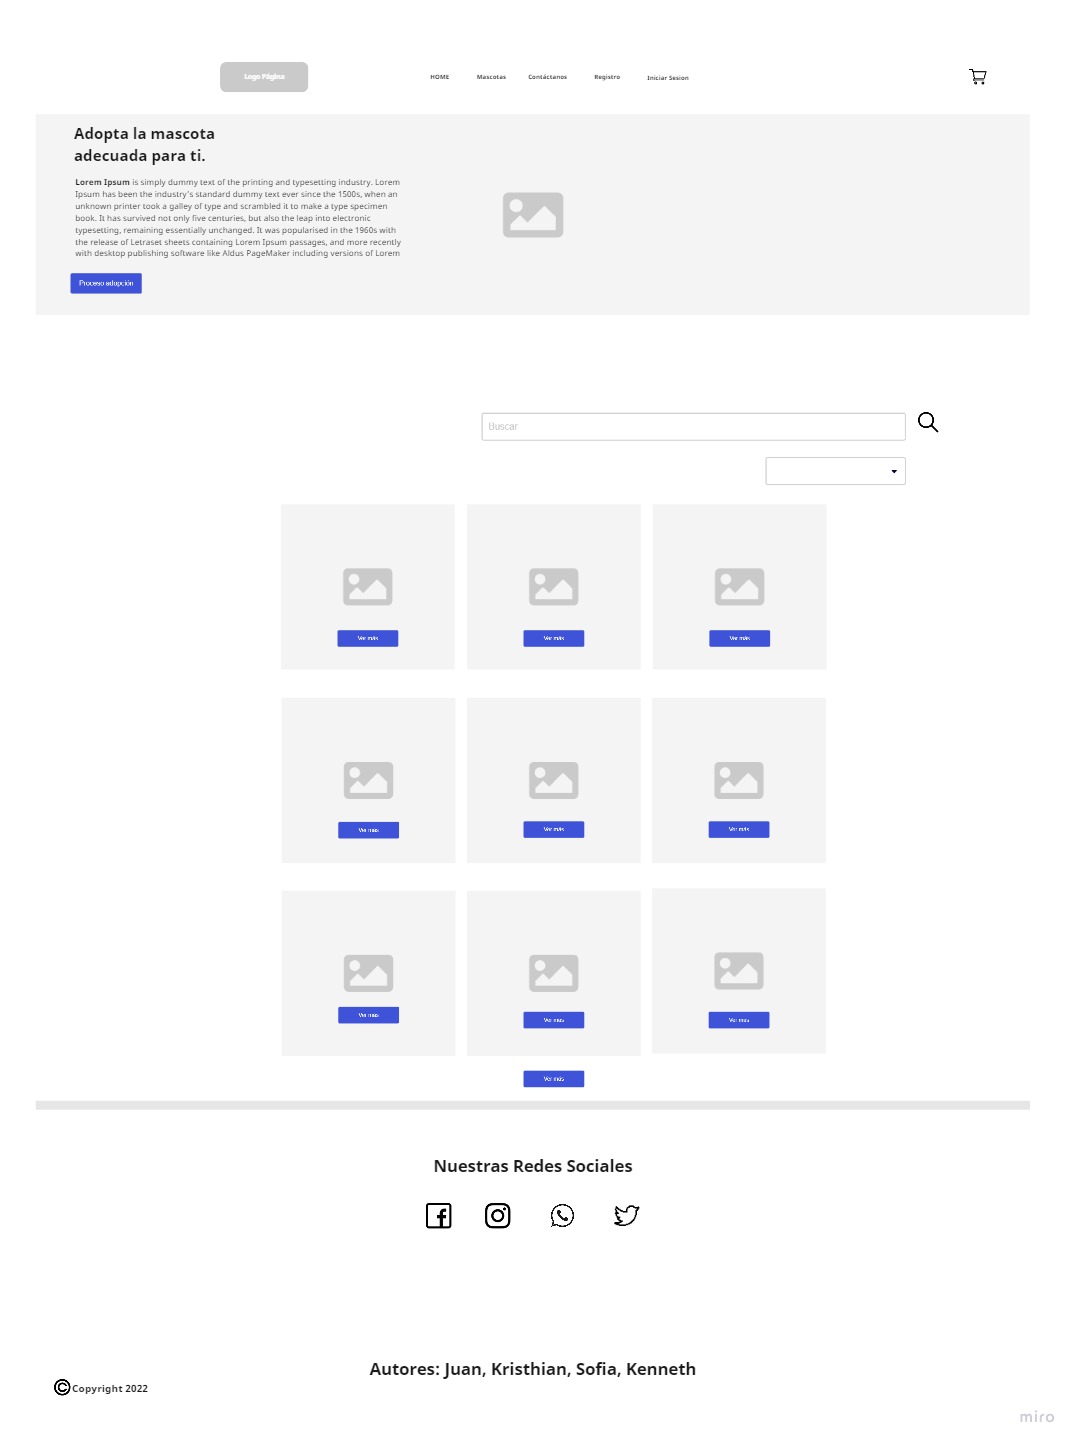 Logo Página
HOME Mascotas Contáctanos Registro Iniciar Sesion
Adopta la mascota
adecuada para ti.
Lorem Ipsum is simply dummy text of the printing and typesetting industry. Lorem
Ipsum has been the industry's standard dummy text ever since the 1500s, when an
unknown printer took a galley of type and scrambled it to make a type specimen
book. It has survived not only five centuries, but also the leap into electronic
typesetting, remaining essentially unchanged. It was popularised in the 1960s with
the release of Letraset sheets containing Lorem Ipsum passages, and more recently
with desktop publishing software like Aldus PageMaker including versions of Lorem
Proceso adopción
Buscar
Ver más Ver más Ver más
Ver más Ver más Ver más
Ver más Ver más Ver más
Ver más
Nuestras Redes Sociales
Autores: Juan, Kristhian, Sofia, Kenneth
© Copyright 2022
miro